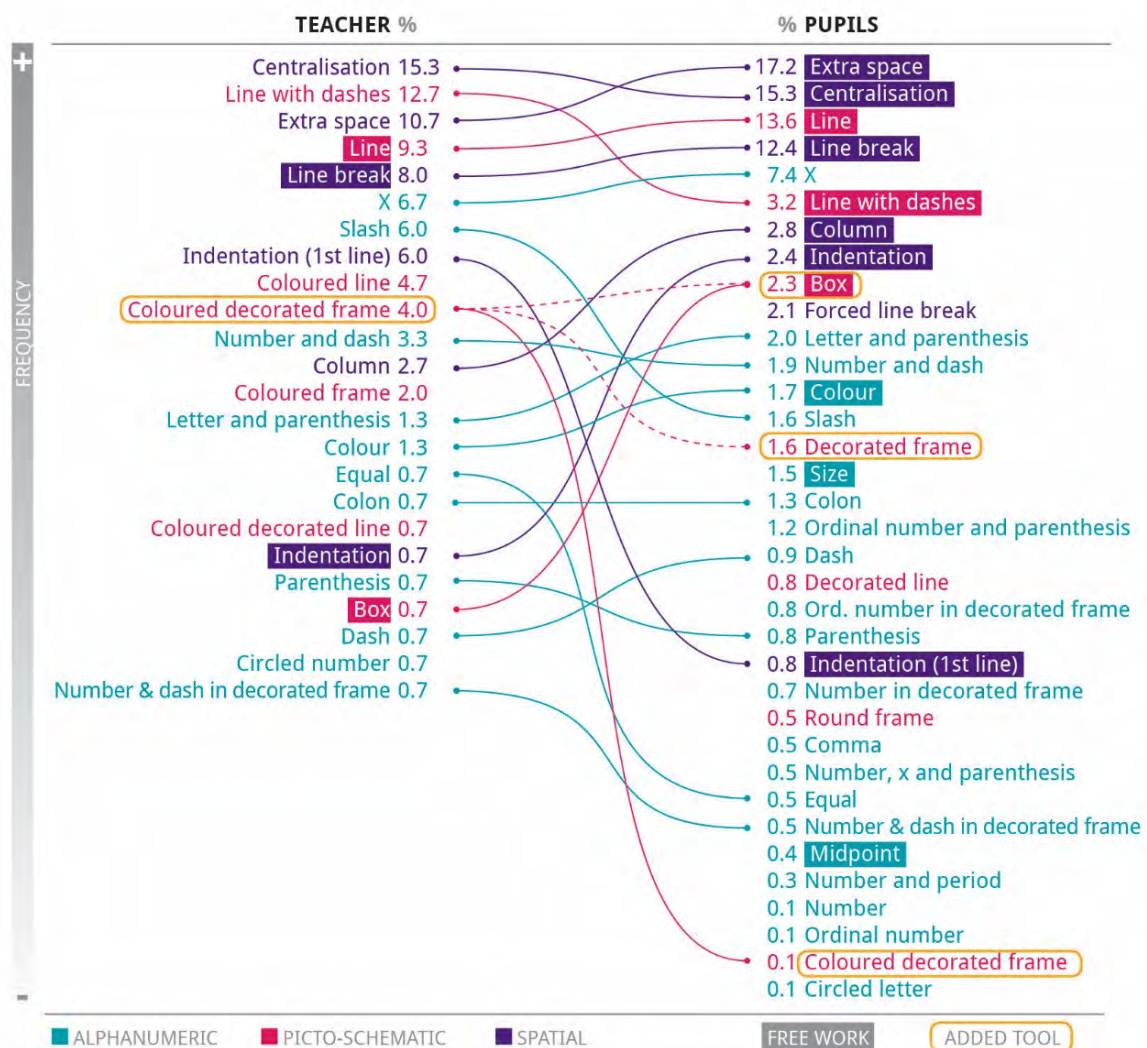 TEACHER %
% PUPILS
+
FREQUENCY
-
Centralisation 15.3
Line with dashes 12.7
Extra space 10.7
Line 9.3
Line break 8.0
X 6.7
Slash 6.0
Indentation (1st line) 6.0
Coloured line 4.7
Coloured decorated frame 4.0
Number and dash 3.3
Column 2.7
Coloured frame 2.0
Letter and parenthesis 1.3
Colour 1.3
Equal 0.7
Colon 0.7
Coloured decorated line 0.7
Indentation 0.7
Parenthesis 0.7
Box 0.7
Dash 0.7
Circled number 0.7
Number & dash in decorated frame 0.7
17.2 Extra space
15.3 Centralisation
13.6 Line
12.4 Line break
7.4 X
3.2 Line with dashes
2.8 Column
2.4 Indentation
2.3 Box
2.1 Forced line break
2.0 Letter and parenthesis
1.9 Number and dash
1.7 Colour
1.6 Slash
1.6 Decorated frame
1.5 Size
1.3 Colon
1.2 Ordinal number and parenthesis
0.9 Dash
0.8 Decorated line
0.8 Ord. number in decorated frame
0.8 Parenthesis
0.8 Indentation (1st line)
0.7 Number in decorated frame
0.5 Round frame
0.5 Comma
0.5 Number, x and parenthesis
0.5 Equal
0.5 Number & dash in decorated frame
0.4 Midpoint
0.3 Number and period
0.1 Number
0.1 Ordinal number
0.1 Coloured decorated frame
0.1 Circled letter
ALPHANUMERIC
PICTO-SCHEMATIC
SPATIAL
FREE WORK
ADDED TOOL